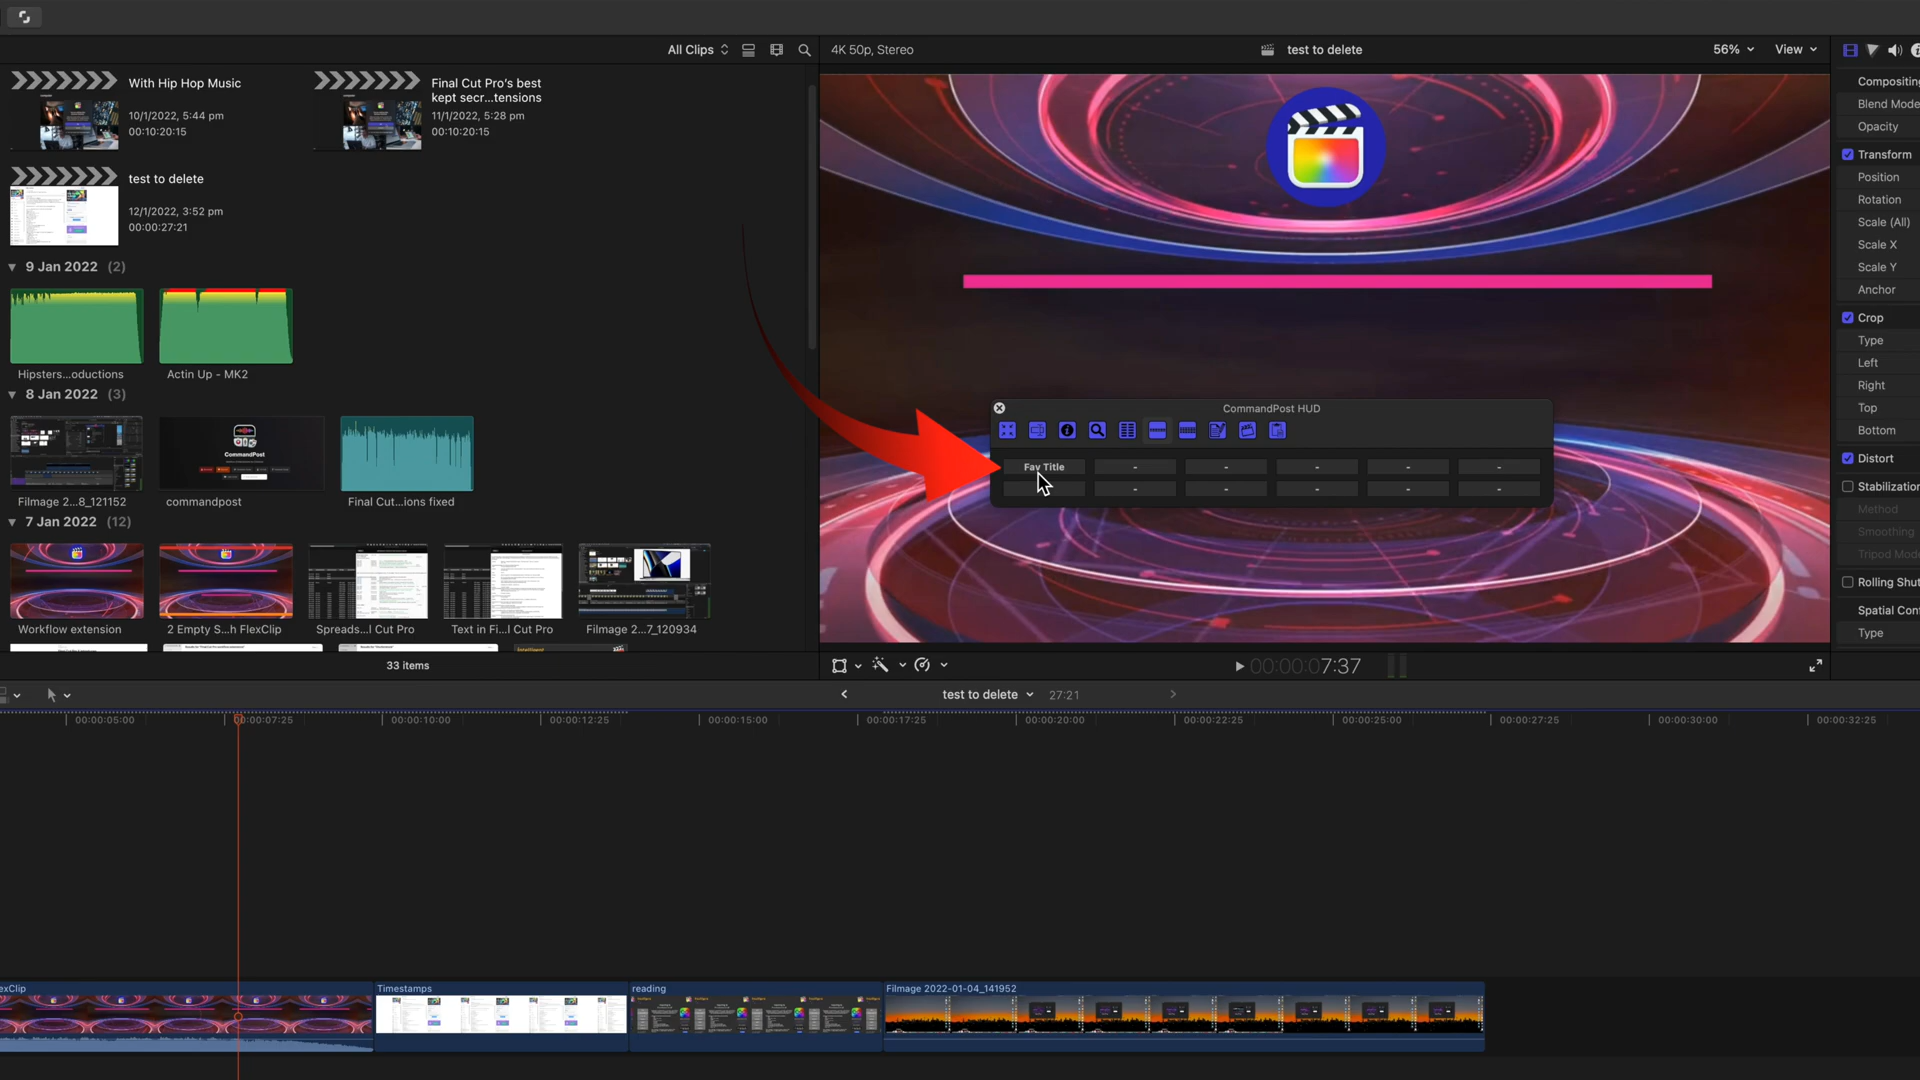 All Clips
4K 50p, Stereo
test to delete
56%
View
With Hip Hop Music
10/1/2022, 5:44 pm
00:10:20:15
Final Cut Pro's best
kept secr...tensions
11/1/2022, 5:28 pm
00:10:20:15
test to delete
12/1/2022, 3:52 pm
00:00:27:21
9 Jan 2022 (2)
Hipsters...oductions
Actin Up - MK2
8 Jan 2022 (3)
CommandPost
Filmage 2...8_121152
commandpost
Final Cut...ions fixed
7 Jan 2022 (12)
Workflow extension
2 Empty S...h FlexClip
Spreads...l Cut Pro
Text in Fi...l Cut Pro
Filmage 2...7_120934
33 items
CommandPost HUD
Fav Title
- - - - -
- - - - -
Compositing
Blend Mode
Opacity
Transform
Position
Rotation
Scale (All)
Scale X
Scale Y
Anchor
Crop
Type
Left
Right
Top
Bottom
Distort
Stabilization
Method
Smoothing
Tripod Mode
Rolling Shut
Spatial Conf
Type
00:00:07:37
test to delete
27:21
00:00:05:00
00:00:07:25
00:00:10:00
00:00:12:25
00:00:15:00
00:00:17:25
00:00:20:00
00:00:22:25
00:00:25:00
00:00:27:25
00:00:30:00
00:00:32:25
exClip
Timestamps
reading
Filmage 2022-01-04_141952